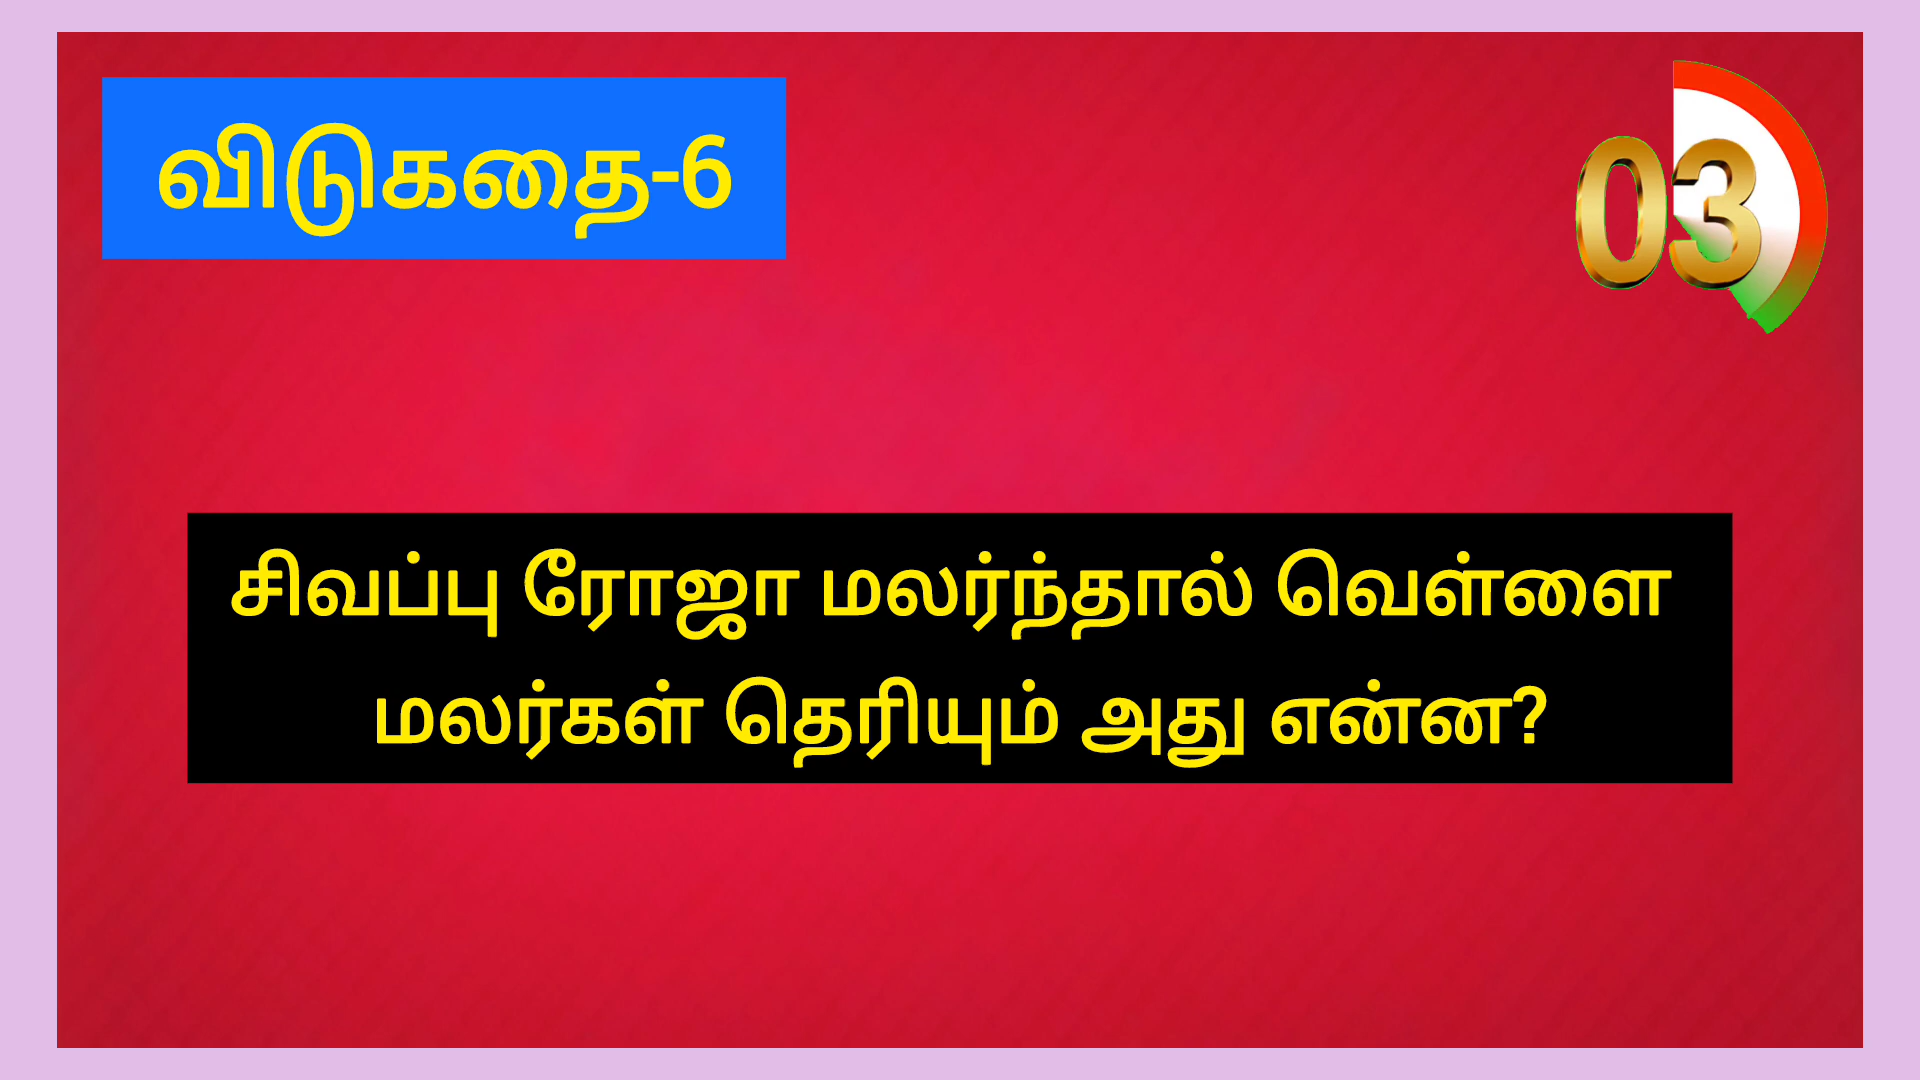 விடுகதை-6
03
சிவப்பு ரோஜா மலர்ந்தால் வெள்ளை
மலர்கள் தெரியும் அது என்ன?